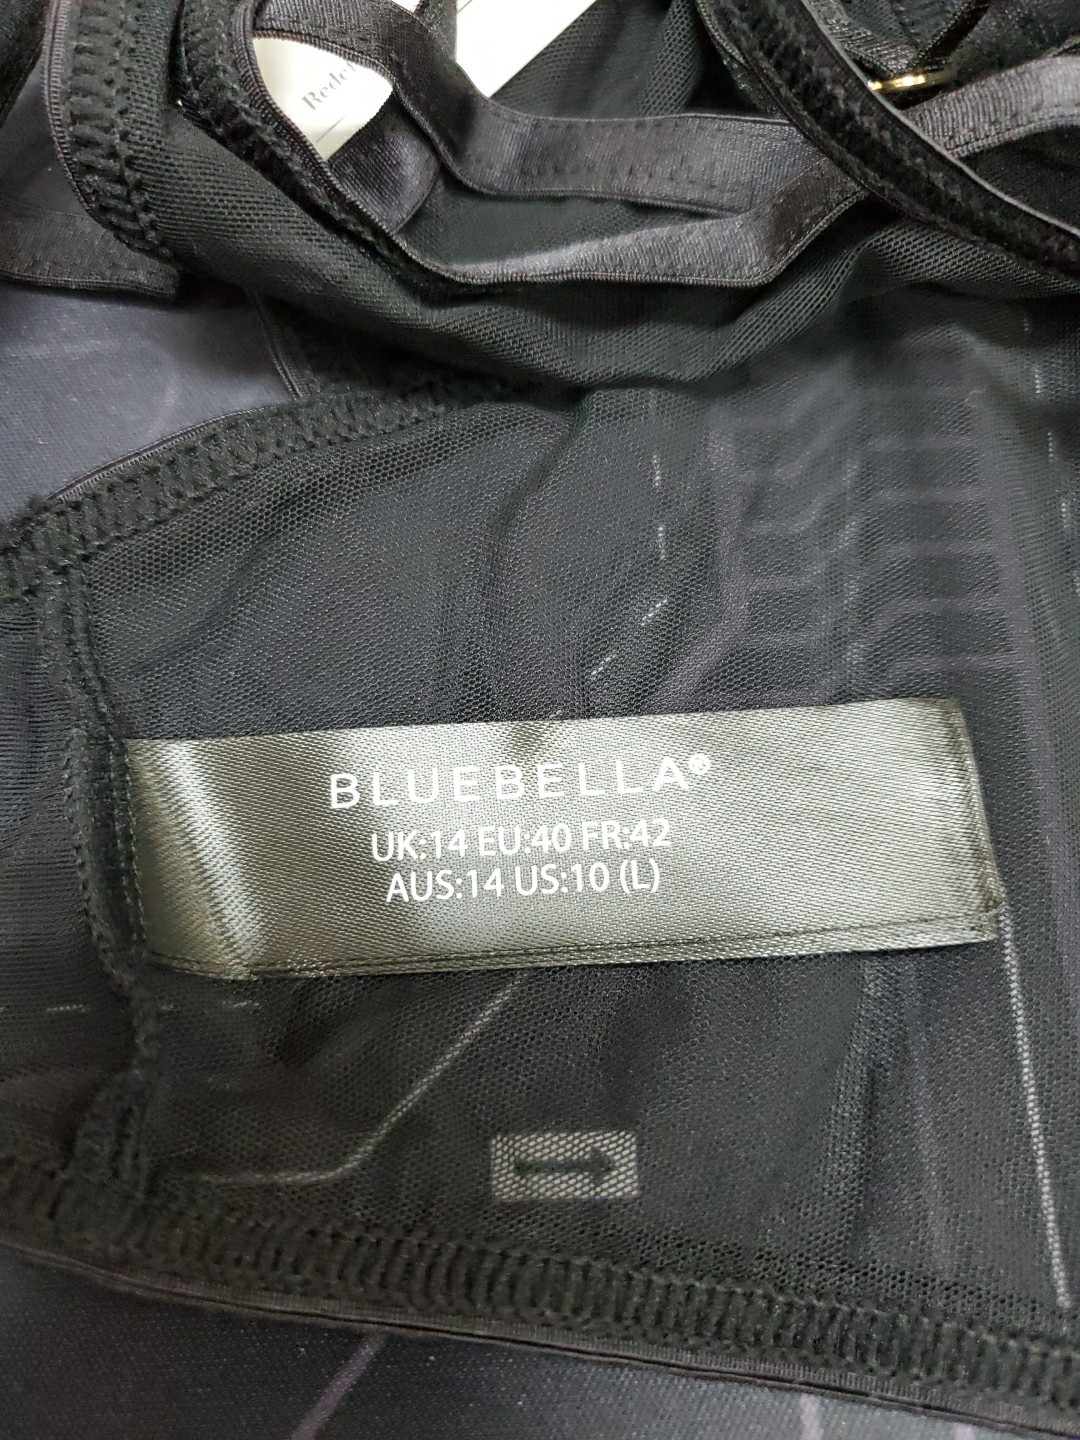 BLUEBELLA®
UK:14 EU:40 FR:42
AUS:14 US:10 (L)